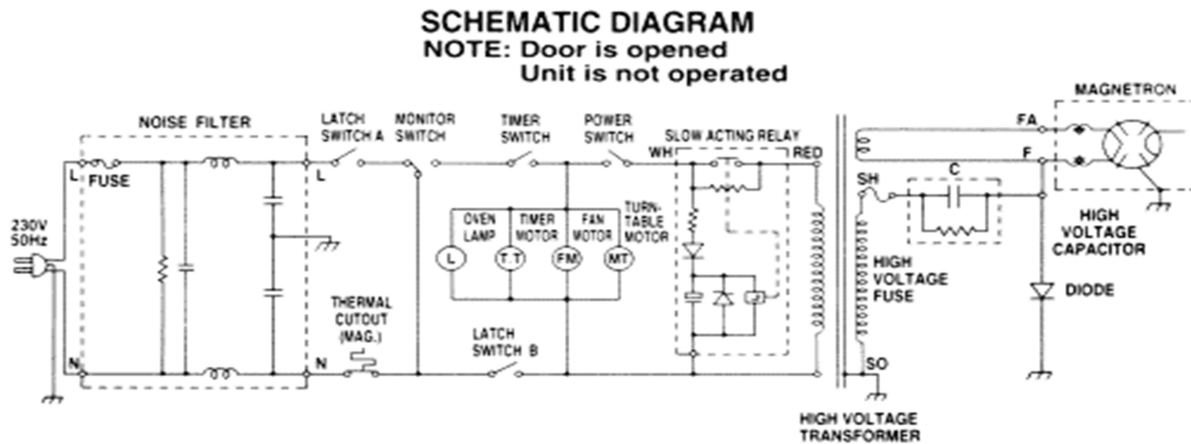 SCHEMATIC DIAGRAM
NOTE: Door is opened
Unit is not operated
MAGNETRON
NOISE FILTER
LATCH
SWITCH A
MONITOR
SWITCH
TIMER
SWITCH
POWER
SWITCH
SLOW ACTING RELAY
FA
WH
RED
F
L
FUSE
L
C
SH
230V
50Hz
OVEN
LAMP
TIMER
MOTOR
FAN
MOTOR
TURN-
TABLE
MOTOR
L
T.T
FM
MT
HIGH
VOLTAGE
CAPACITOR
HIGH
VOLTAGE
FUSE
DIODE
THERMAL
CUTOUT
(MAG.)
LATCH
SWITCH B
N
N
SO
HIGH VOLTAGE
TRANSFORMER